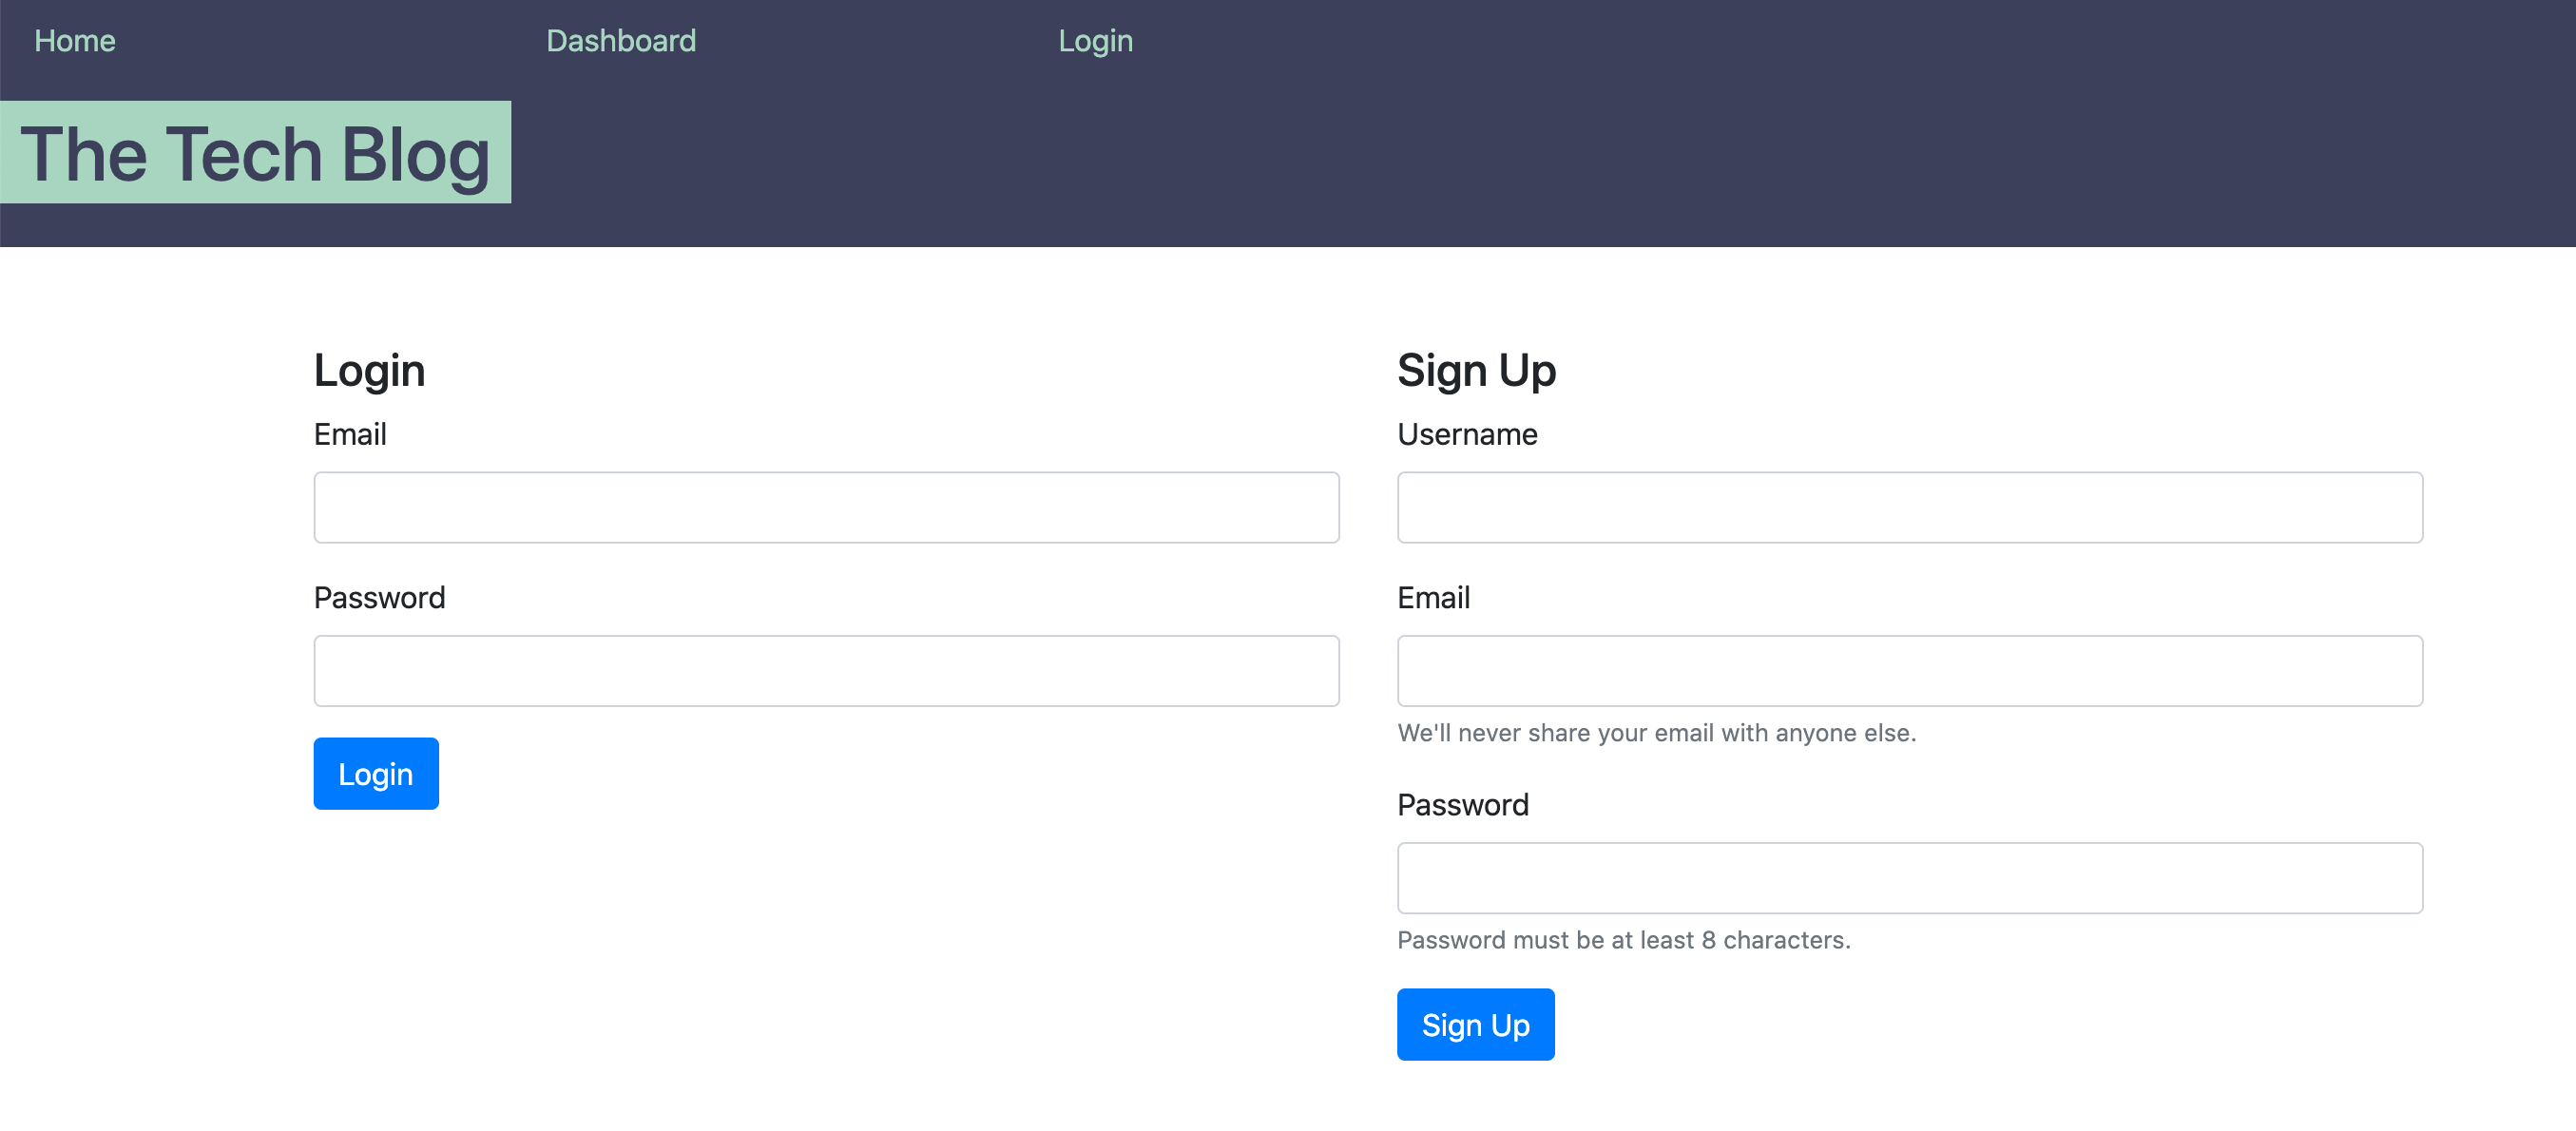 Home Dashboard Login
The Tech Blog
Login
Email
Password
Login
Sign Up
Username
Email
We'll never share your email with anyone else.
Password
Password must be at least 8 characters.
Sign Up